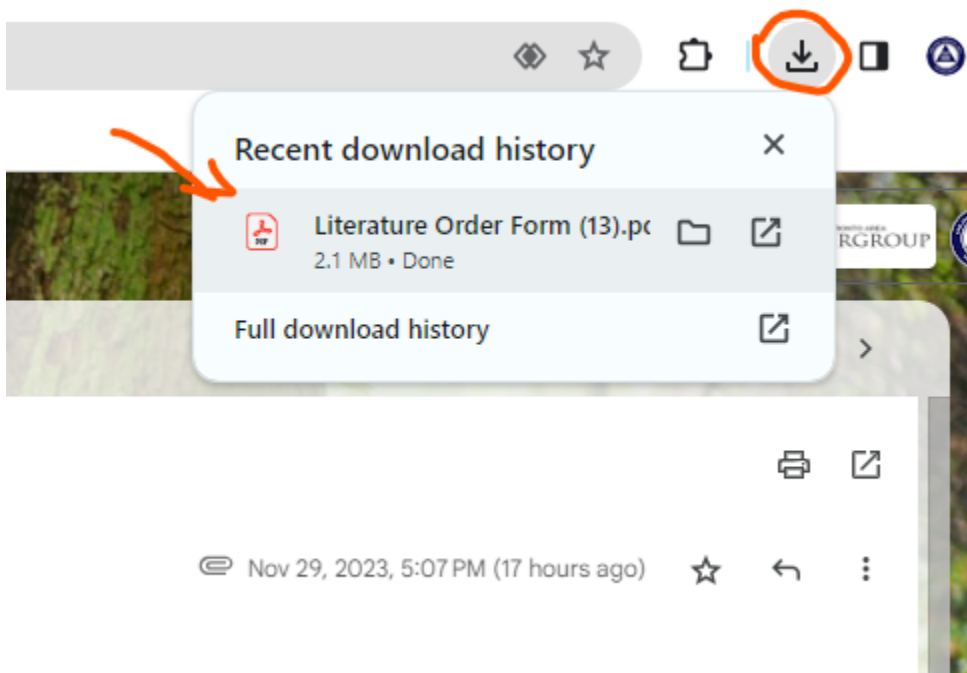 Recent download history
Literature Order Form (13).pd
2.1 MB • Done
RGROUP
Full download history
Nov 29, 2023, 5:07 PM (17 hours ago)